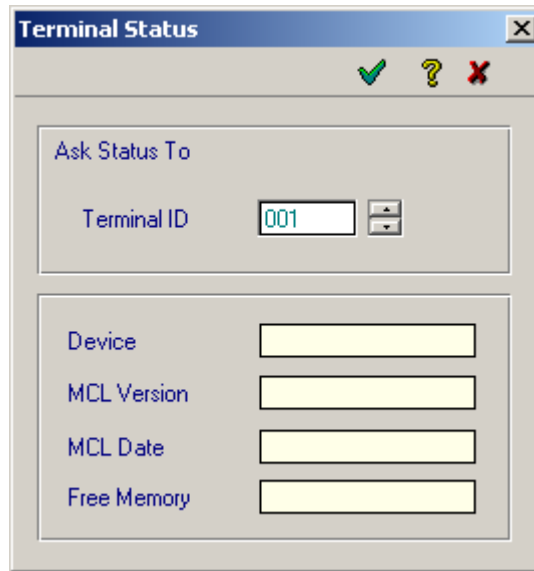 Terminal Status
Ask Status To
Terminal ID 001
Device
MCL Version
MCL Date
Free Memory